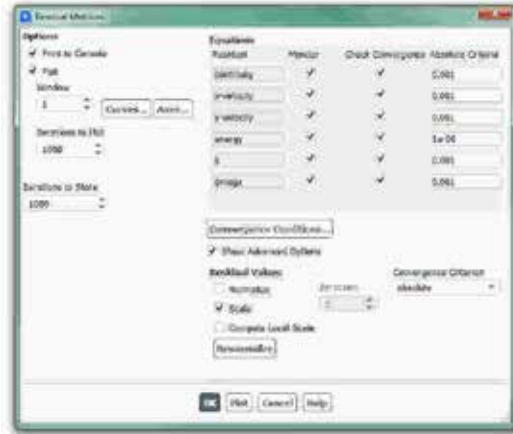 Residual Monitors
Options
Print to Console
Plot
Window
1
Curves... Axes...
Iterations to Plot
1000
Iterations to Store
1000
Equations
Residual Monitor Check Convergence Absolute Criteria
continuity 0.001
x-velocity 0.001
y-velocity 0.001
energy 1e-06
k 0.001
omega 0.001
Convergence Conditions...
Show Advanced Options
Residual Values
Convergence Criterion
Normalize
Iterations
absolute
5
Scale
Compute Local Scale
Renormalize
OK Plot Cancel Help